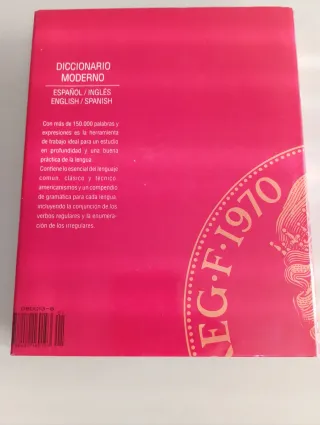 DICCIONARIO
MODERNO
ESPAÑOL / INGLÉS
ENGLISH / SPANISH
Con más de 150.000 palabras y
expresiones es la herramienta
de trabajo ideal para un estudio
en profundidad y una buena
práctica de la lengua.
Contiene lo esencial del lenguaje
común, clásico y técnico,
americanismos y un compendio
de gramática para cada lengua,
incluyendo la conjunción de los
verbos regulares y la enumera-
ción de los irregulares.
EG·F·1970